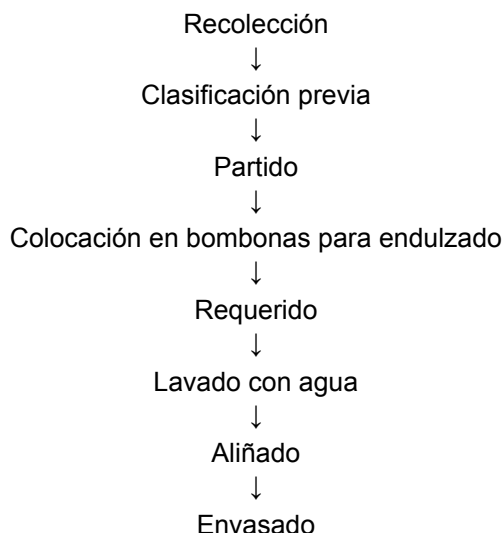 Recolección
↓
Clasificación previa
↓
Partido
↓
Colocación en bombonas para endulzado
↓
Requerido
↓
Lavado con agua
↓
Aliñado
↓
Envasado